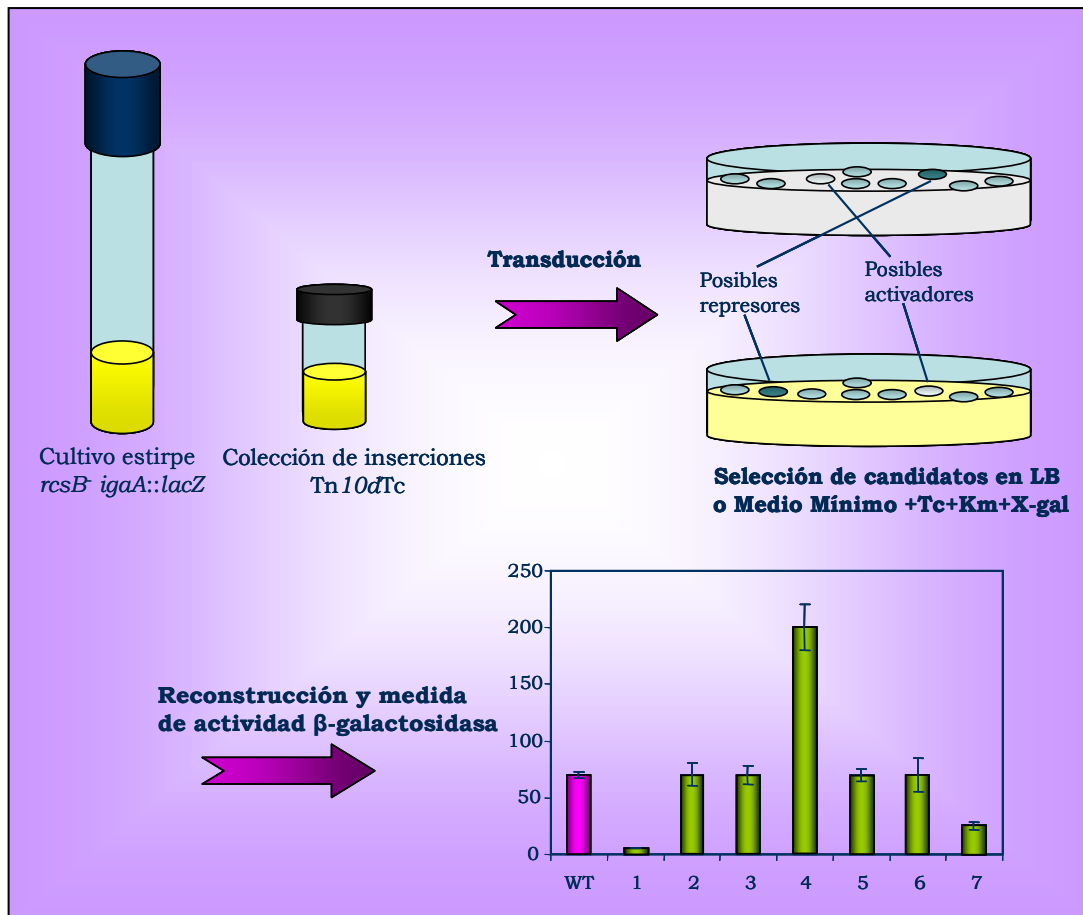 Transducción
Posibles
represores
Posibles
activadores
Cultivo estirpe
rcsB⁻ igaA::lacZ
Colección de inserciones
Tn10dTc
Selección de candidatos en LB
o Medio Mínimo +Tc+Km+X-gal
Reconstrucción y medida
de actividad β-galactosidasa
250
200
150
100
50
0
WT 1 2 3 4 5 6 7